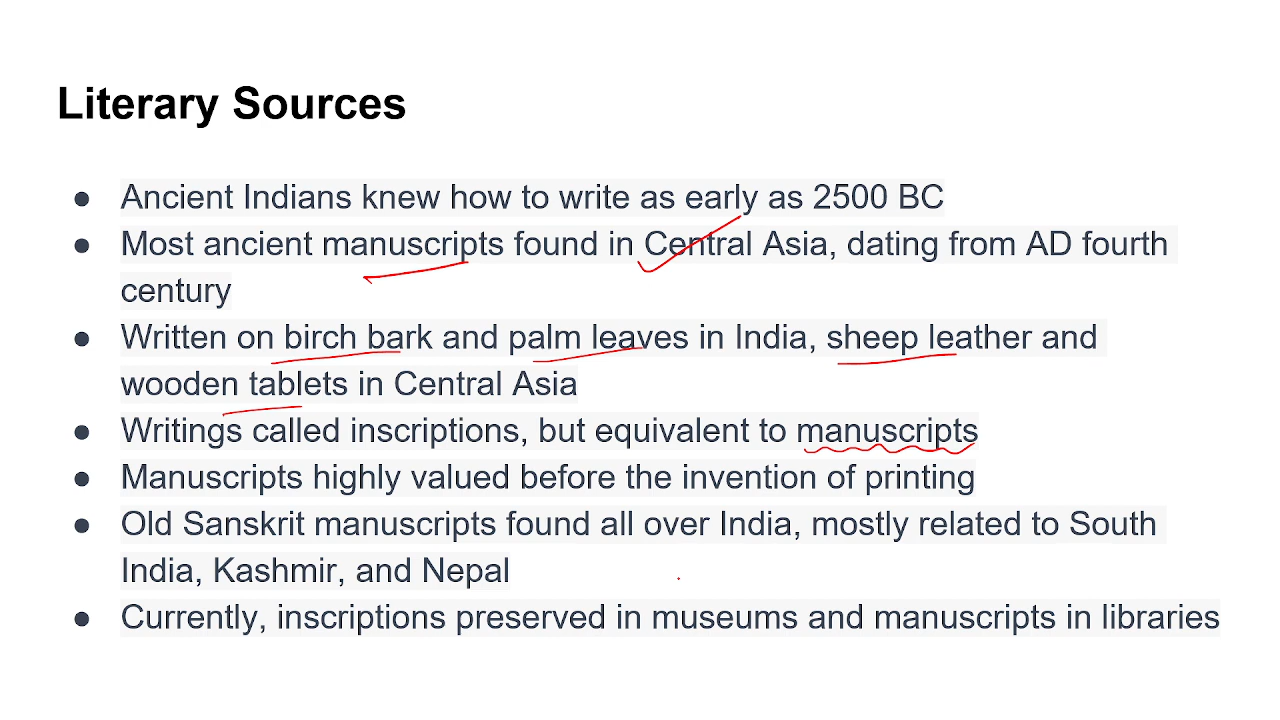 Literary Sources
● Ancient Indians knew how to write as early as 2500 BC
● Most ancient manuscripts found in Central Asia, dating from AD fourth
century
● Written on birch bark and palm leaves in India, sheep leather and
wooden tablets in Central Asia
● Writings called inscriptions, but equivalent to manuscripts
● Manuscripts highly valued before the invention of printing
● Old Sanskrit manuscripts found all over India, mostly related to South
India, Kashmir, and Nepal
● Currently, inscriptions preserved in museums and manuscripts in libraries